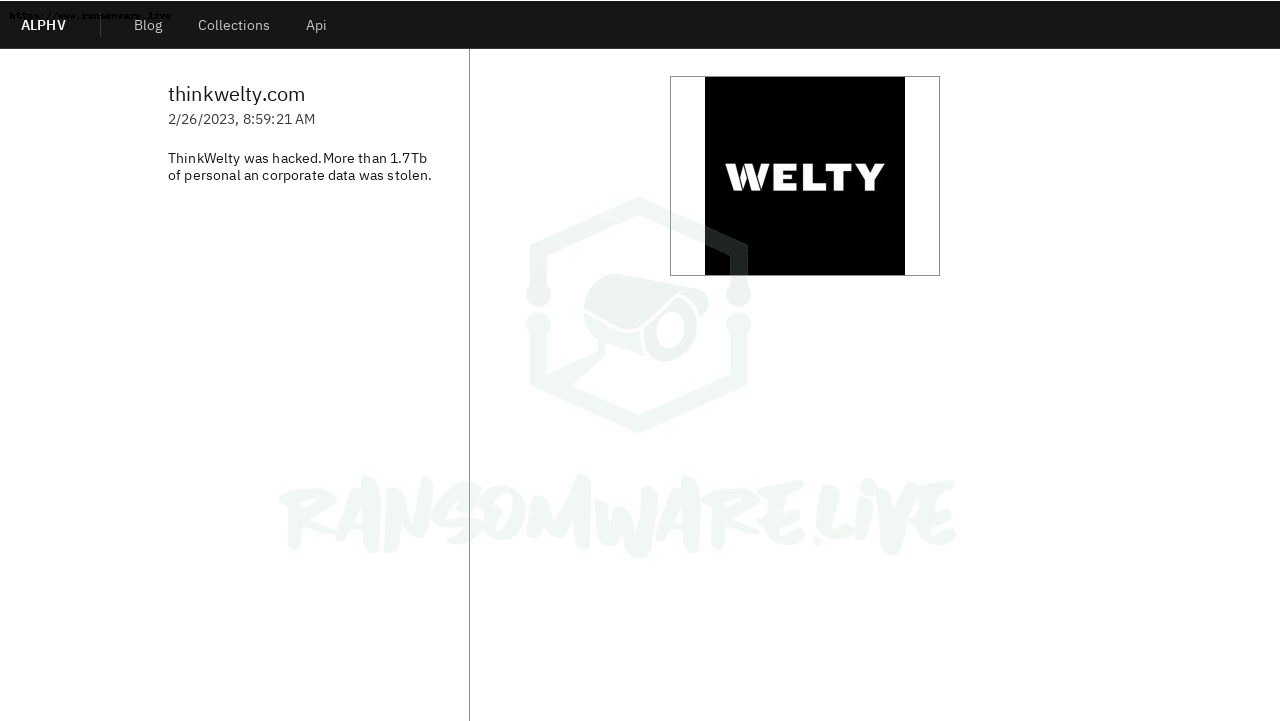 https://www.ransomware.live
ALPHV
Blog
Collections
Api
thinkwelty.com
2/26/2023, 8:59:21 AM
ThinkWelty was hacked.More than 1.7Tb
of personal an corporate data was stolen.
WELTY
RANSOMWARE.LiVE